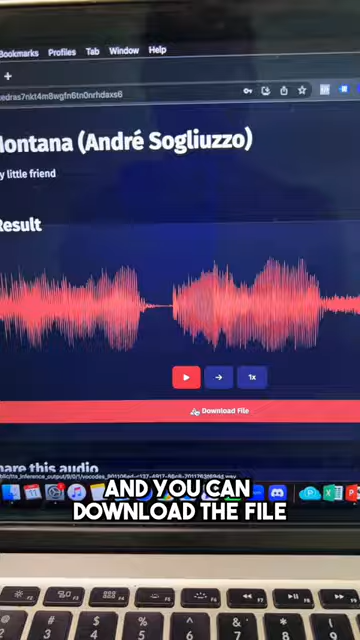 Bookmarks Profiles Tab Window Help
edras7nkt4m8wgfn6tn0nrhdaxs6
Montana (André Sogliuzzo)
y little friend
Result
1x
Download File
hare this audio
AND YOU CAN
DOWNLOAD THE FILE